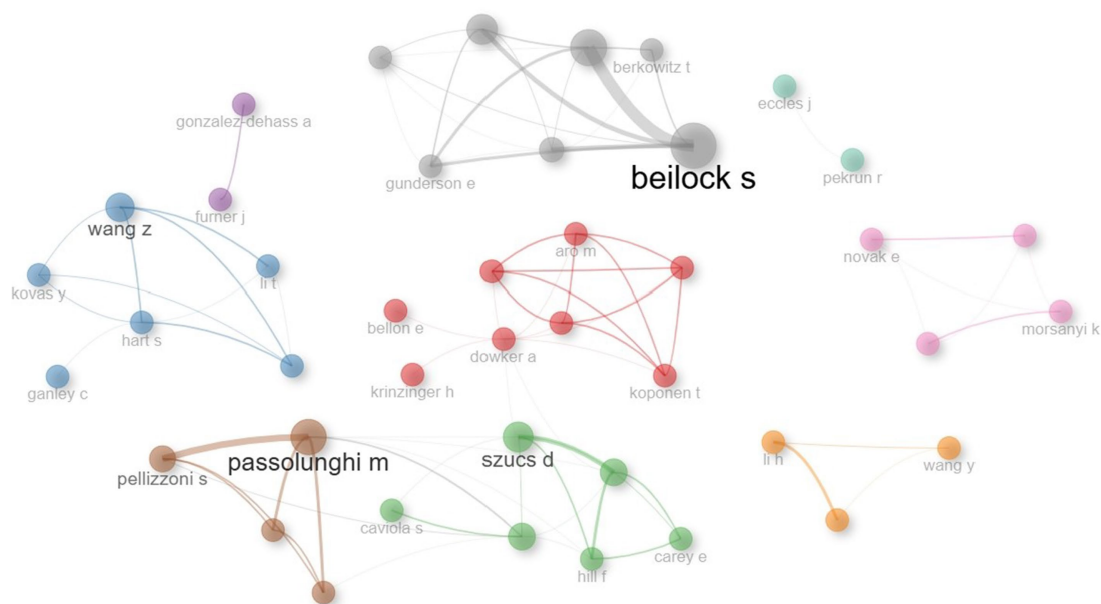 berkowitz t
gunderson e
beilock s
eccles j
pekrun r
gonzalez-dehass a
furner j
wang z
kovas y
li t
hart s
ganley c
aro m
bellon e
dowker a
krinzinger h
koponen t
novak e
morsanyi k
passolunghi m
pellizzoni s
szucs d
caviola s
hill f
carey e
li h
wang y